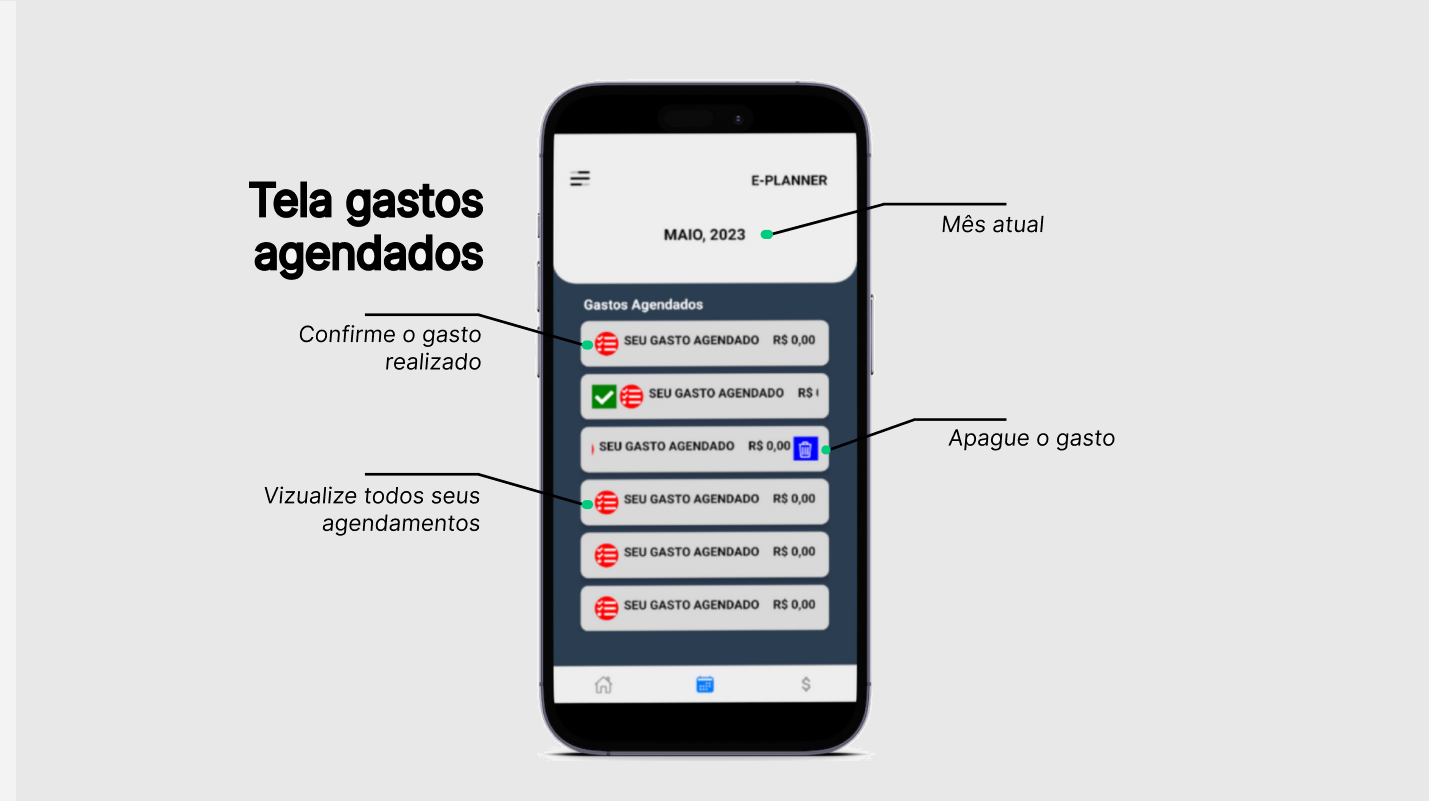 Tela gastos
agendados
Confirme o gasto
realizado
Vizualize todos seus
agendamentos
E-PLANNER
MAIO, 2023
Gastos Agendados
SEU GASTO AGENDADO R$ 0,00
SEU GASTO AGENDADO R$
SEU GASTO AGENDADO R$ 0,00
SEU GASTO AGENDADO R$ 0,00
SEU GASTO AGENDADO R$ 0,00
SEU GASTO AGENDADO R$ 0,00
Mês atual
Apague o gasto